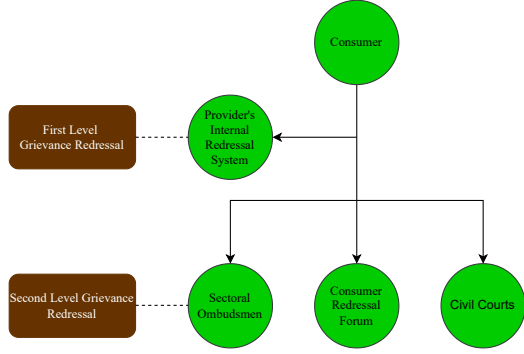 Consumer
First Level
Grievance Redressal
Provider's
Internal
Redressal
System
Second Level Grievance
Redressal
Sectoral
Ombudsmen
Consumer
Redressal
Forum
Civil Courts